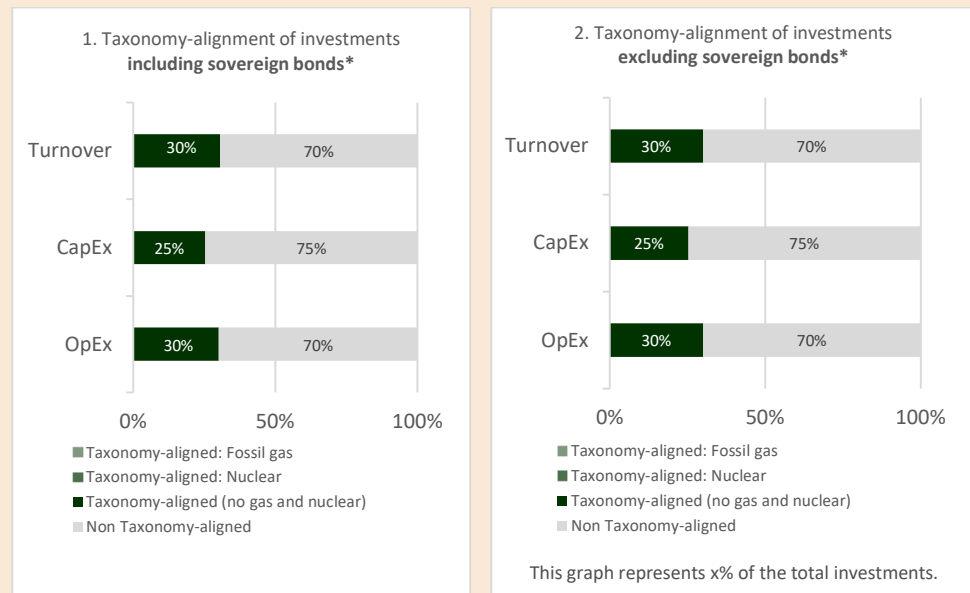 1. Taxonomy-alignment of investments
including sovereign bonds*
Turnover
30%
70%
CapEx
25%
75%
OpEx
30%
70%
0%
50%
100%
Taxonomy-aligned: Fossil gas
Taxonomy-aligned: Nuclear
Taxonomy-aligned (no gas and nuclear)
Non Taxonomy-aligned
2. Taxonomy-alignment of investments
excluding sovereign bonds*
Turnover
30%
70%
CapEx
25%
75%
OpEx
30%
70%
0%
50%
100%
Taxonomy-aligned: Fossil gas
Taxonomy-aligned: Nuclear
Taxonomy-aligned (no gas and nuclear)
Non Taxonomy-aligned
This graph represents x% of the total investments.